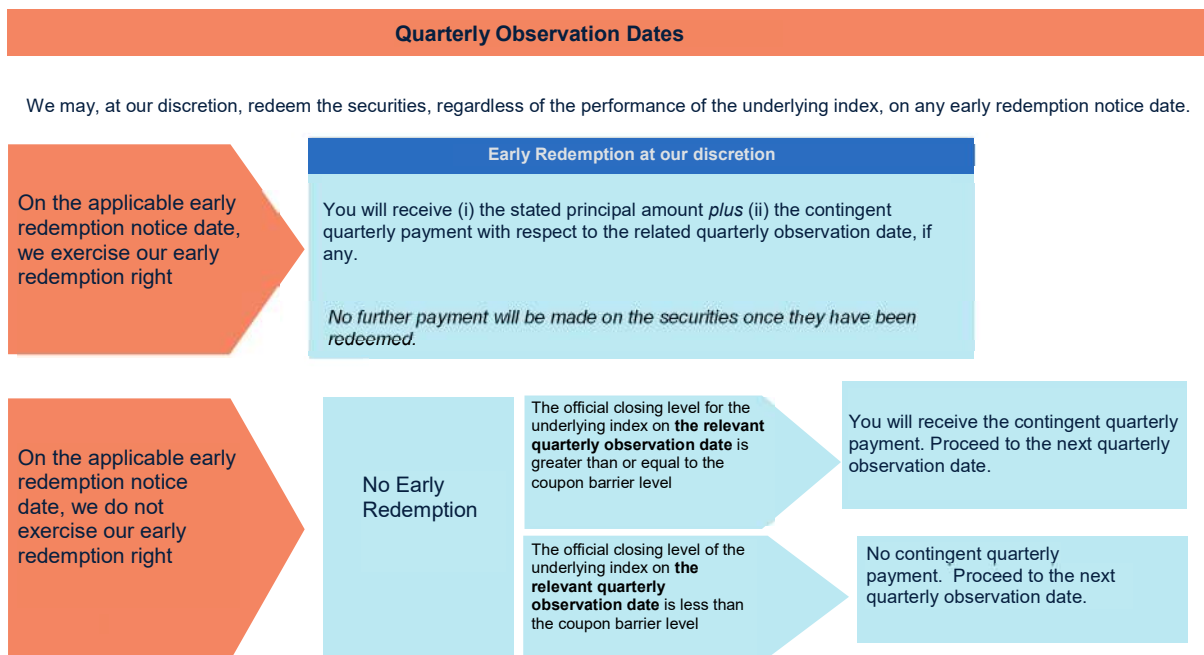 Quarterly Observation Dates
We may, at our discretion, redeem the securities, regardless of the performance of the underlying index, on any early redemption notice date.
On the applicable early
redemption notice date,
we exercise our early
redemption right
Early Redemption at our discretion
You will receive (i) the stated principal amount plus (ii) the contingent
quarterly payment with respect to the related quarterly observation date, if
any.
No further payment will be made on the securities once they have been
redeemed.
On the applicable early
redemption notice
date, we do not
exercise our early
redemption right
No Early
Redemption
The official closing level for the
underlying index on the relevant
quarterly observation date is
greater than or equal to the
coupon barrier level
You will receive the contingent quarterly
payment. Proceed to the next quarterly
observation date.
The official closing level of the
underlying index on the
relevant quarterly
observation date is less than
the coupon barrier level
No contingent quarterly
payment. Proceed to the next
quarterly observation date.